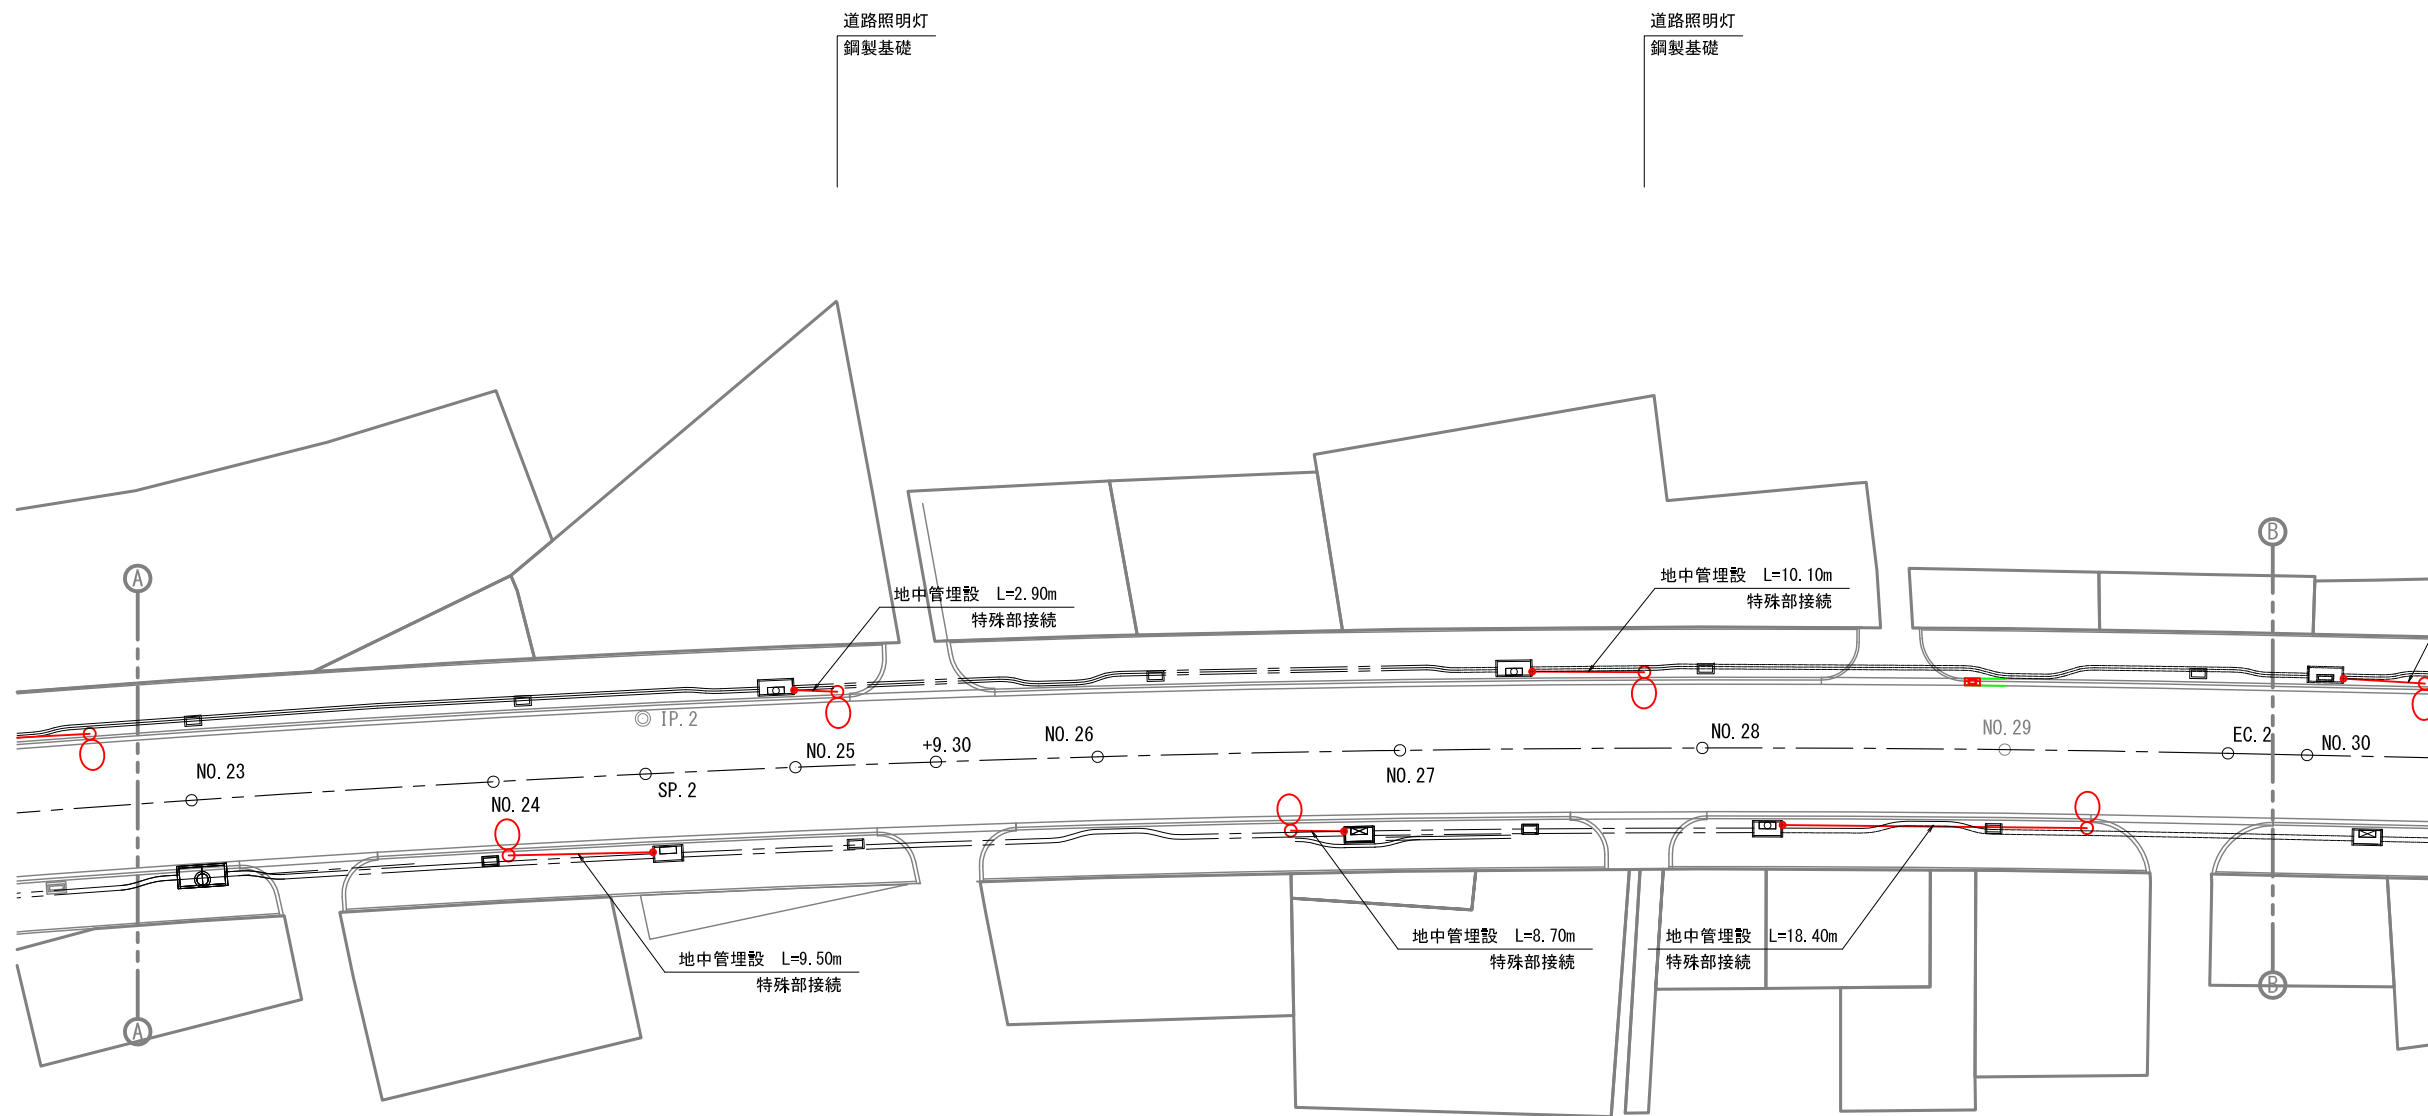 道路照明灯
鋼製基礎
道路照明灯
鋼製基礎
B
A
地中管埋設 L=10.10m
特殊部接続
地中管埋設 L=2.90m
特殊部接続
IP.2
NO.23
NO.24
SP.2
NO.25
+9.30
NO.26
NO.27
NO.28
NO.29
EC.2
NO.30
地中管埋設 L=9.50m
特殊部接続
地中管埋設 L=8.70m
特殊部接続
地中管埋設 L=18.40m
特殊部接続
B
A